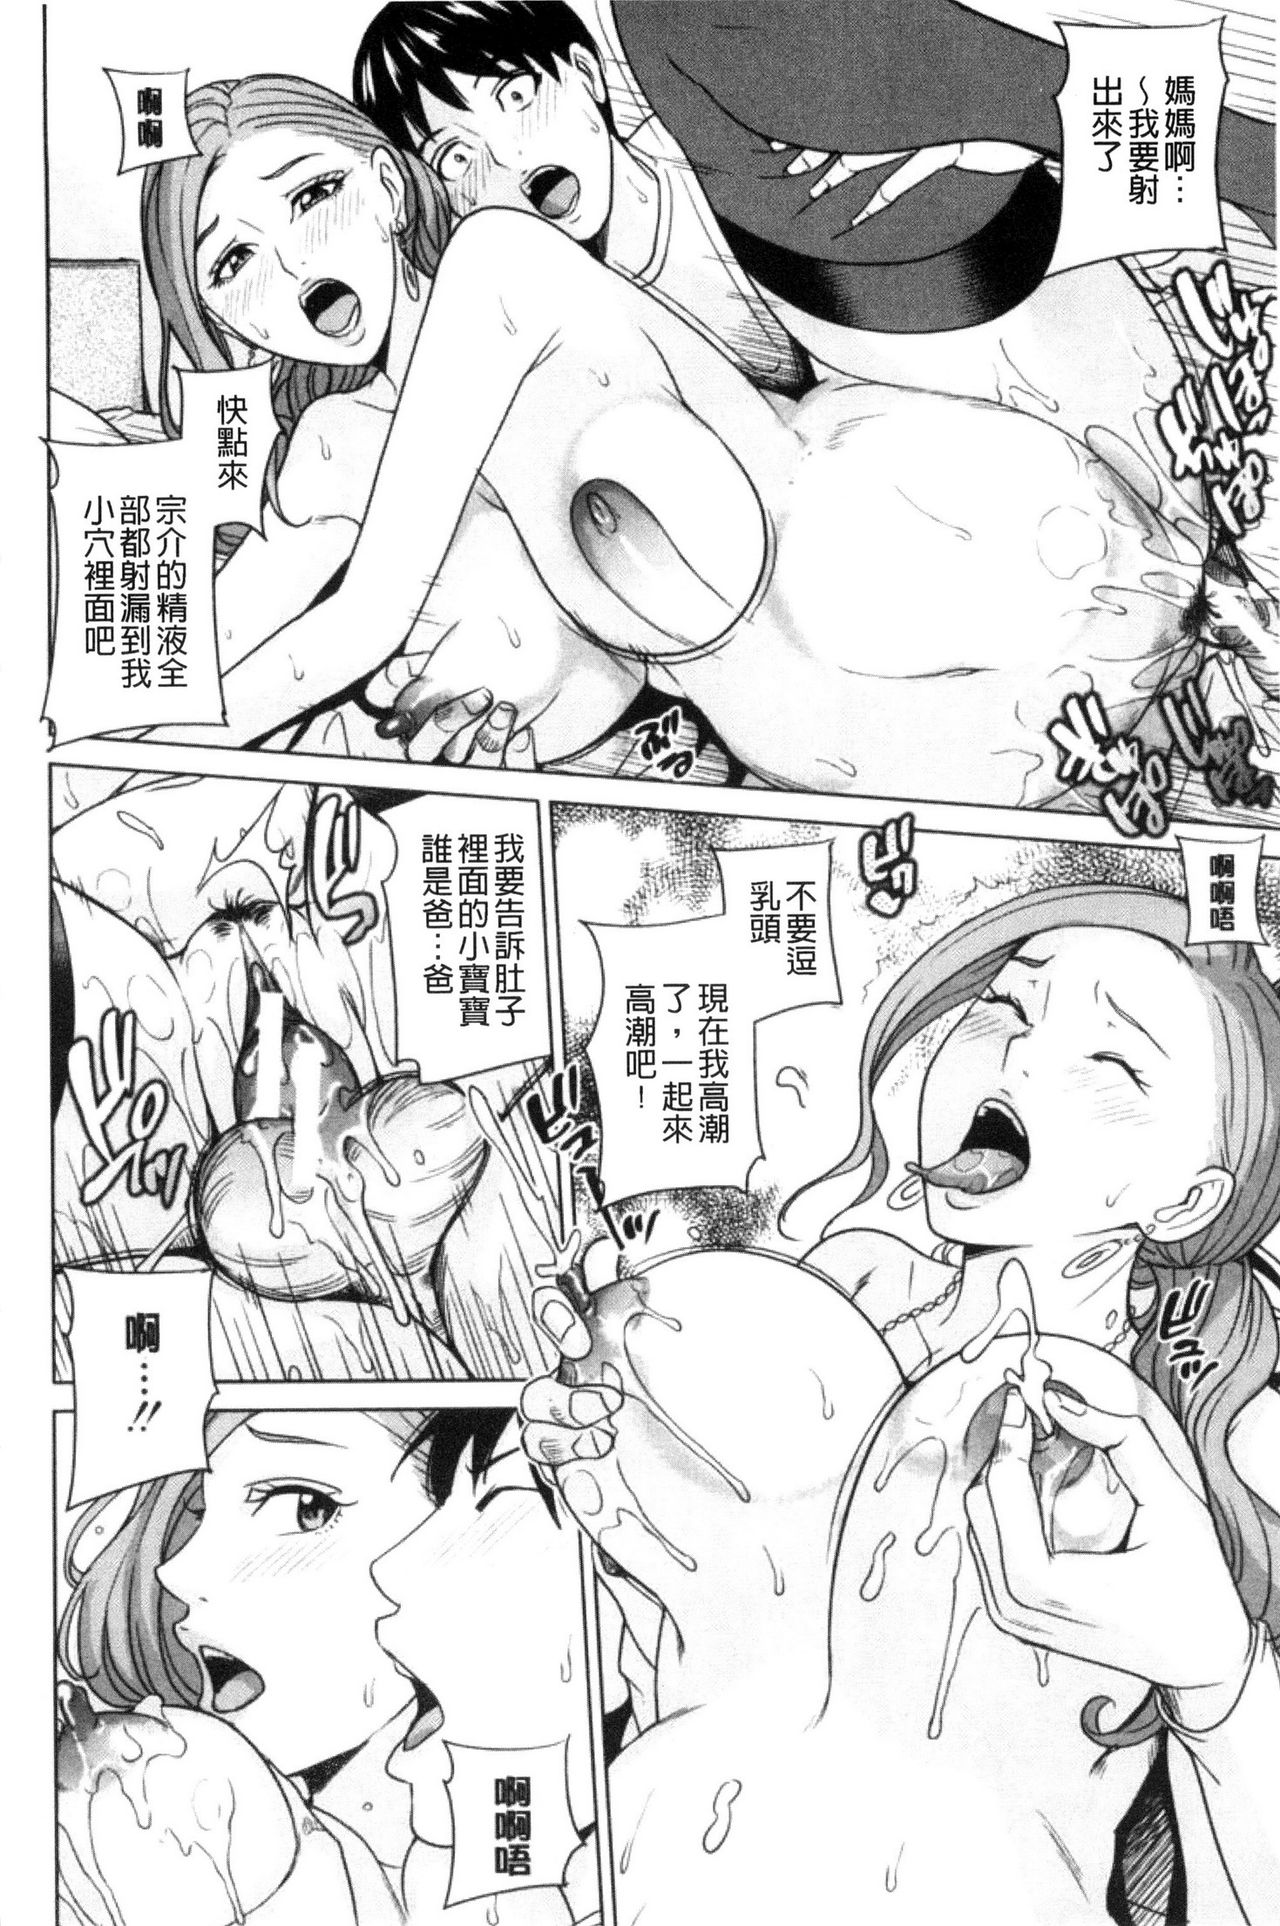 媽媽啊…
～我要射
出來了
啊啊
快點來
宗介的精液全
部都射漏到我
小穴裡面吧
啊啊唔
不要逗
乳頭
現在我高潮
了，一起來
高潮吧！
我要告訴肚子
裡面的小寶寶
誰是爸…爸
啊…!!
啊啊唔